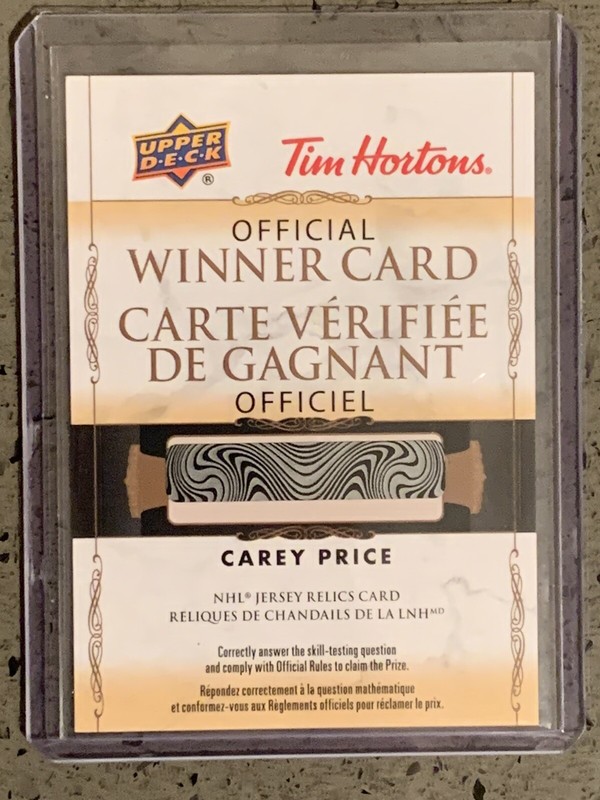 UPPER
D·E·C·K
®
Tim Hortons®
OFFICIAL
WINNER CARD
CARTE VÉRIFIÉE
DE GAGNANT
OFFICIEL
CAREY PRICE
NHL® JERSEY RELICS CARD
RELIQUES DE CHANDAILS DE LA LNHᴹᴰ
Correctly answer the skill-testing question
and comply with Official Rules to claim the Prize.
Répondez correctement à la question mathématique
et conformez-vous aux Règlements officiels pour réclamer le prix.